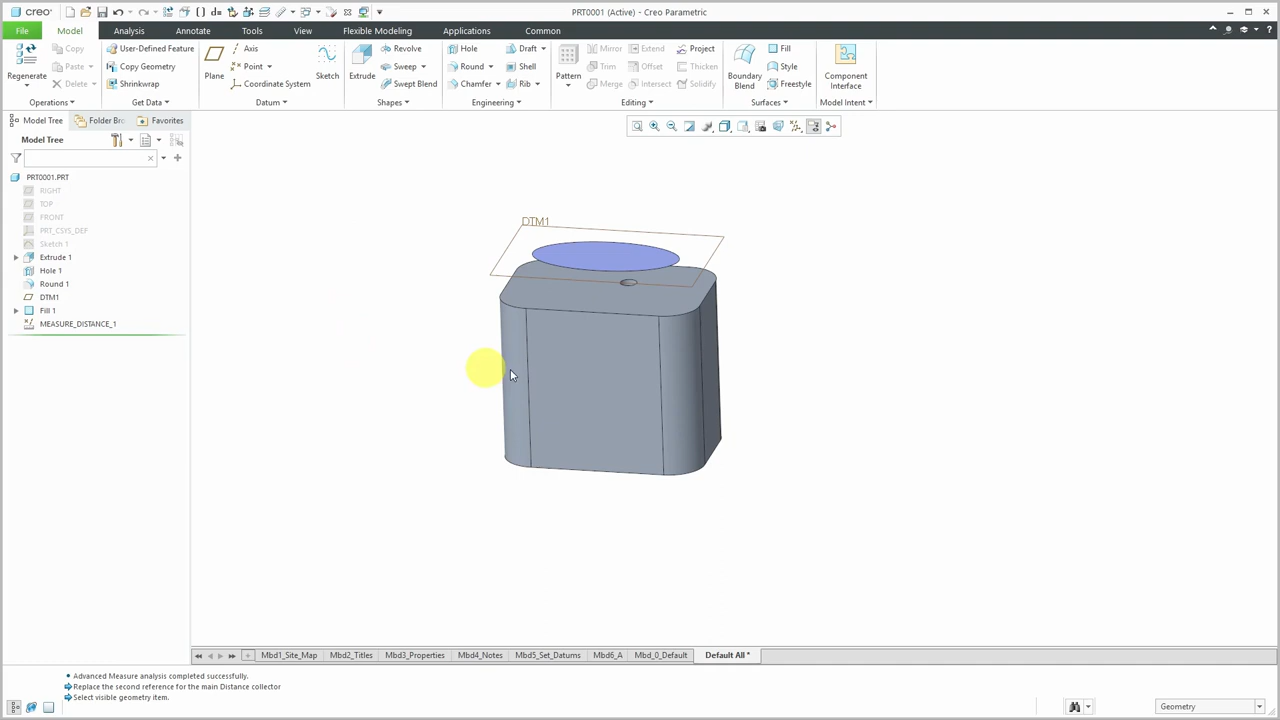 creo
PRT0001 (Active) - Creo Parametric
File Model Analysis Annotate Tools View Flexible Modeling Applications Common
Regenerate
Copy
Paste
Delete
Operations
User-Defined Feature
Copy Geometry
Shrinkwrap
Get Data
Plane
Axis
Point
Coordinate System
Sketch
Datum
Extrude
Revolve
Sweep
Swept Blend
Shapes
Hole
Round
Chamfer
Draft
Shell
Rib
Engineering
Pattern
Mirror
Trim
Merge
Extend
Offset
Intersect
Project
Thicken
Solidify
Editing
Boundary Blend
Fill
Style
Freestyle
Surfaces
Component Interface
Model Intent
Model Tree Folder Bro Favorites
Model Tree
PRT0001.PRT
RIGHT
TOP
FRONT
PRT_CSYS_DEF
Sketch 1
Extrude 1
Hole 1
Round 1
DTM1
Fill 1
MEASURE_DISTANCE_1
DTM1
Mbd1_Site_Map Mbd2_Titles Mbd3_Properties Mbd4_Notes Mbd5_Set_Datums Mbd6_A Mbd_0_Default Default All *
Advanced Measure analysis completed successfully.
Replace the second reference for the main Distance collector
Select visible geometry item.
Geometry